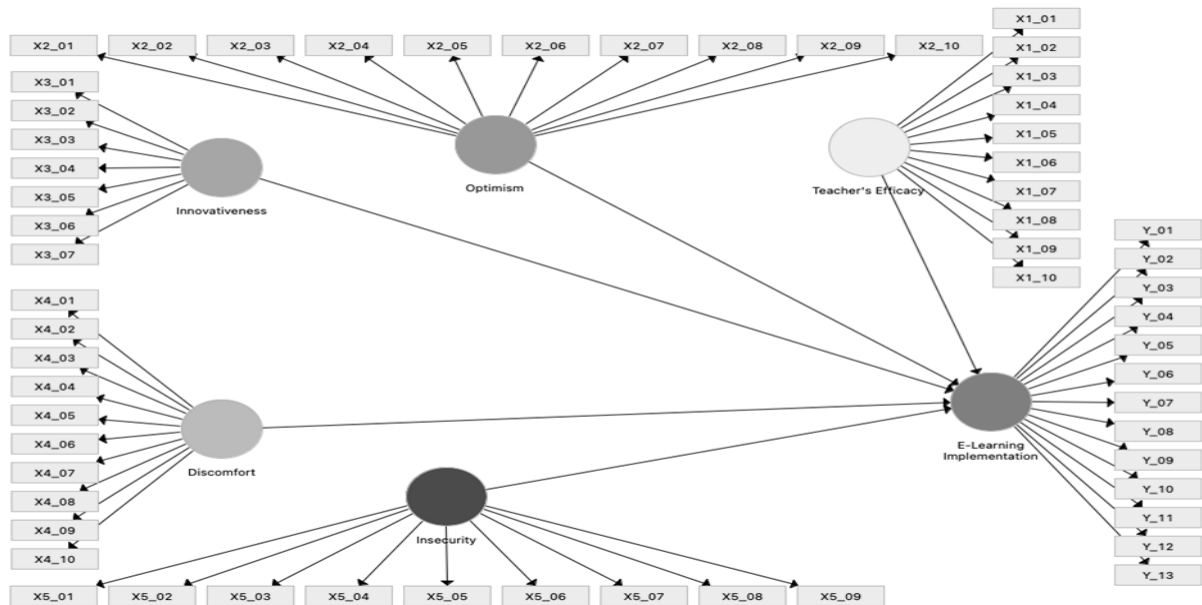 X1_01
X2_01 X2_02 X2_03 X2_04 X2_05 X2_06 X2_07 X2_08 X2_09 X2_10
X1_02
X1_03
X1_04
X1_05
X1_06
X1_07
X1_08
X1_09
X1_10
X3_01
X3_02
X3_03
X3_04
X3_05
X3_06
X3_07
Innovativeness
Optimism
Teacher's Efficacy
Y_01
Y_02
Y_03
Y_04
Y_05
Y_06
Y_07
Y_08
Y_09
Y_10
Y_11
Y_12
Y_13
E-Learning
Implementation
X4_01
X4_02
X4_03
X4_04
X4_05
X4_06
X4_07
X4_08
X4_09
X4_10
Discomfort
Insecurity
X5_01 X5_02 X5_03 X5_04 X5_05 X5_06 X5_07 X5_08 X5_09